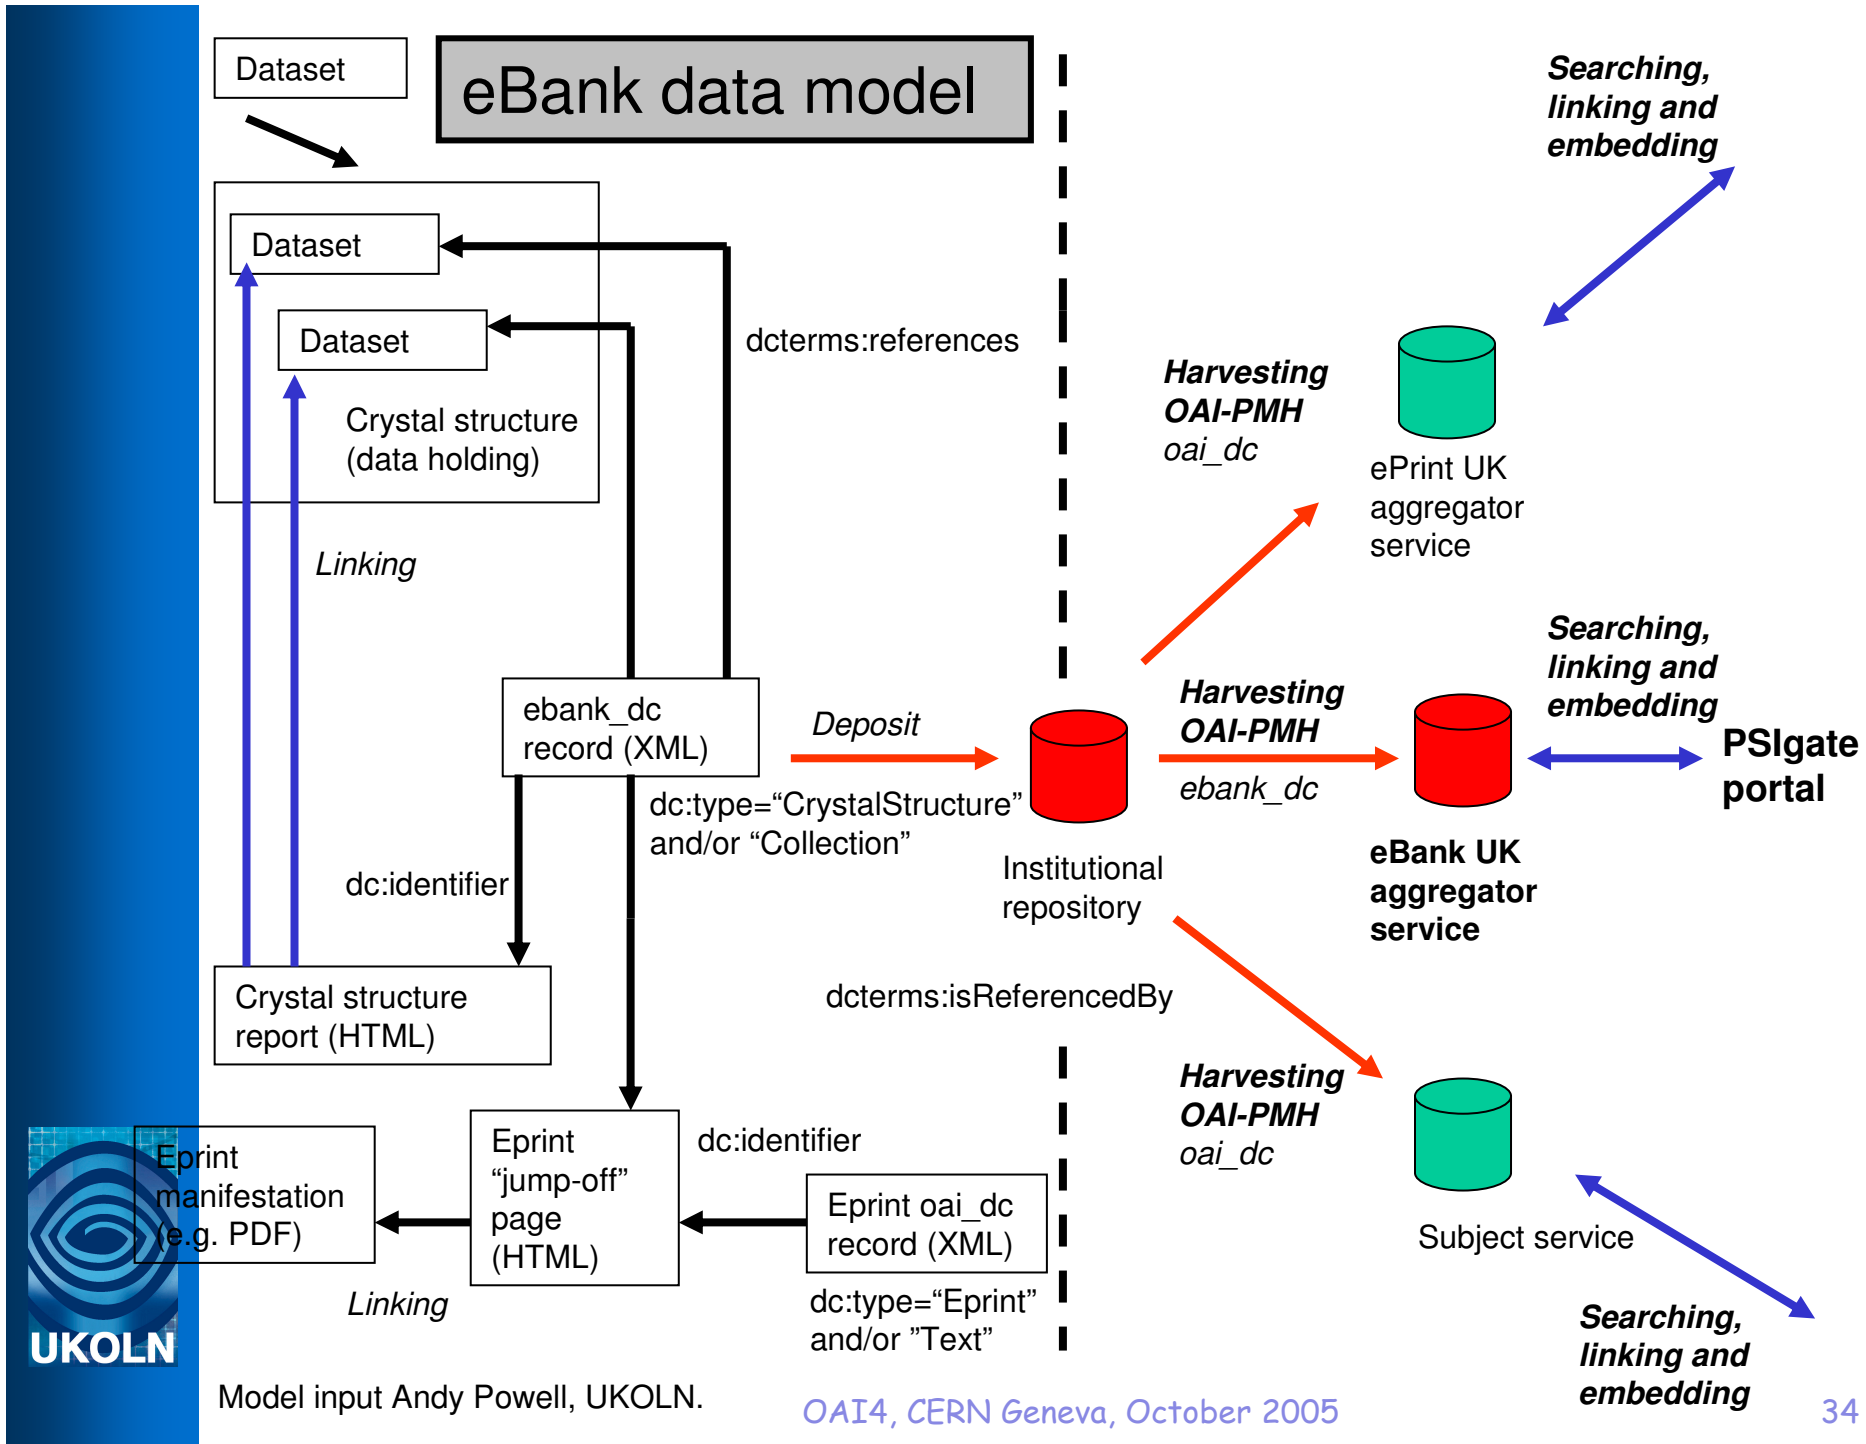 Dataset
eBank data model
Searching,
linking and
embedding
Dataset
Dataset
dcterms:references
Crystal structure
(data holding)
Harvesting
OAI-PMH
oai_dc
ePrint UK
aggregator
service
Linking
Searching,
linking and
embedding
ebank_dc
record (XML)
Deposit
Harvesting
OAI-PMH
ebank_dc
PSIgate
portal
dc:type=“CrystalStructure”
and/or “Collection”
Institutional
repository
eBank UK
aggregator
service
dc:identifier
Crystal structure
report (HTML)
dcterms:isReferencedBy
Harvesting
OAI-PMH
oai_dc
Eprint
manifestation
(e.g. PDF)
Eprint
“jump-off”
page
(HTML)
dc:identifier
Eprint oai_dc
record (XML)
Subject service
Linking
dc:type=“Eprint”
and/or ”Text”
Searching,
linking and
embedding
UKOLN
Model input Andy Powell, UKOLN.
OAI4, CERN Geneva, October 2005
34